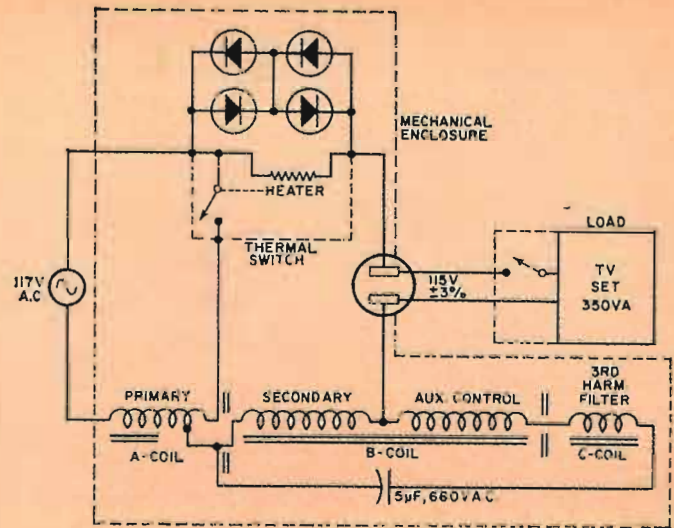 MECHANICAL
ENCLOSURE
HEATER
THERMAL
SWITCH
LOAD
117V
A.C
115V
±3%
TV
SET
350VA
PRIMARY
SECONDARY
AUX CONTROL
3RD
HARM
FILTER
A-COIL
B-COIL
C-COIL
5µF, 660VAC